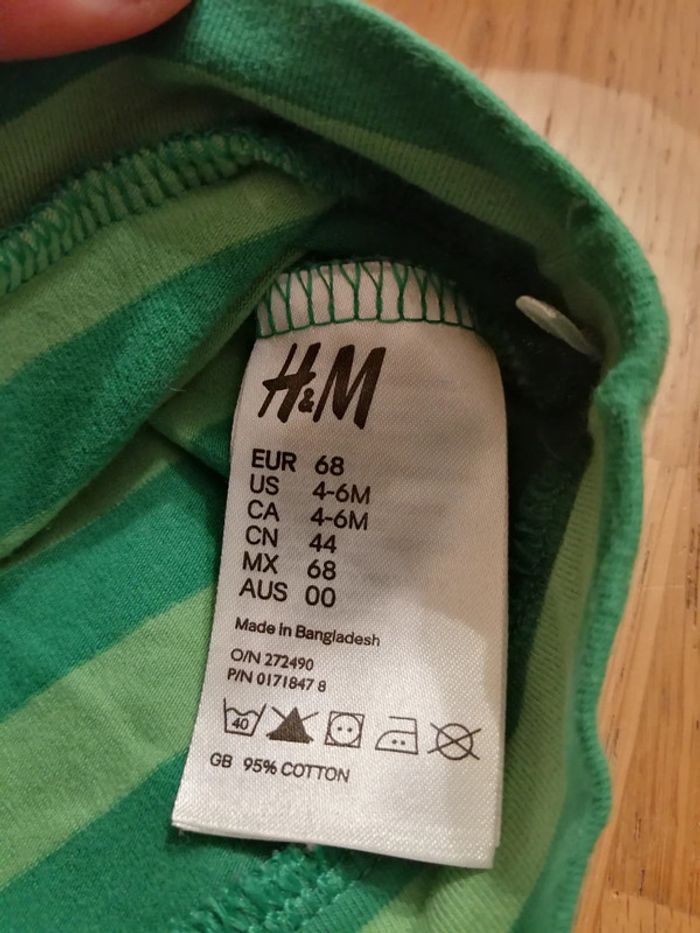 H&M
EUR 68
US 4-6M
CA 4-6M
CN 44
MX 68
AUS 00
Made in Bangladesh
O/N 272490
P/N 0171847 8
40
GB 95% COTTON